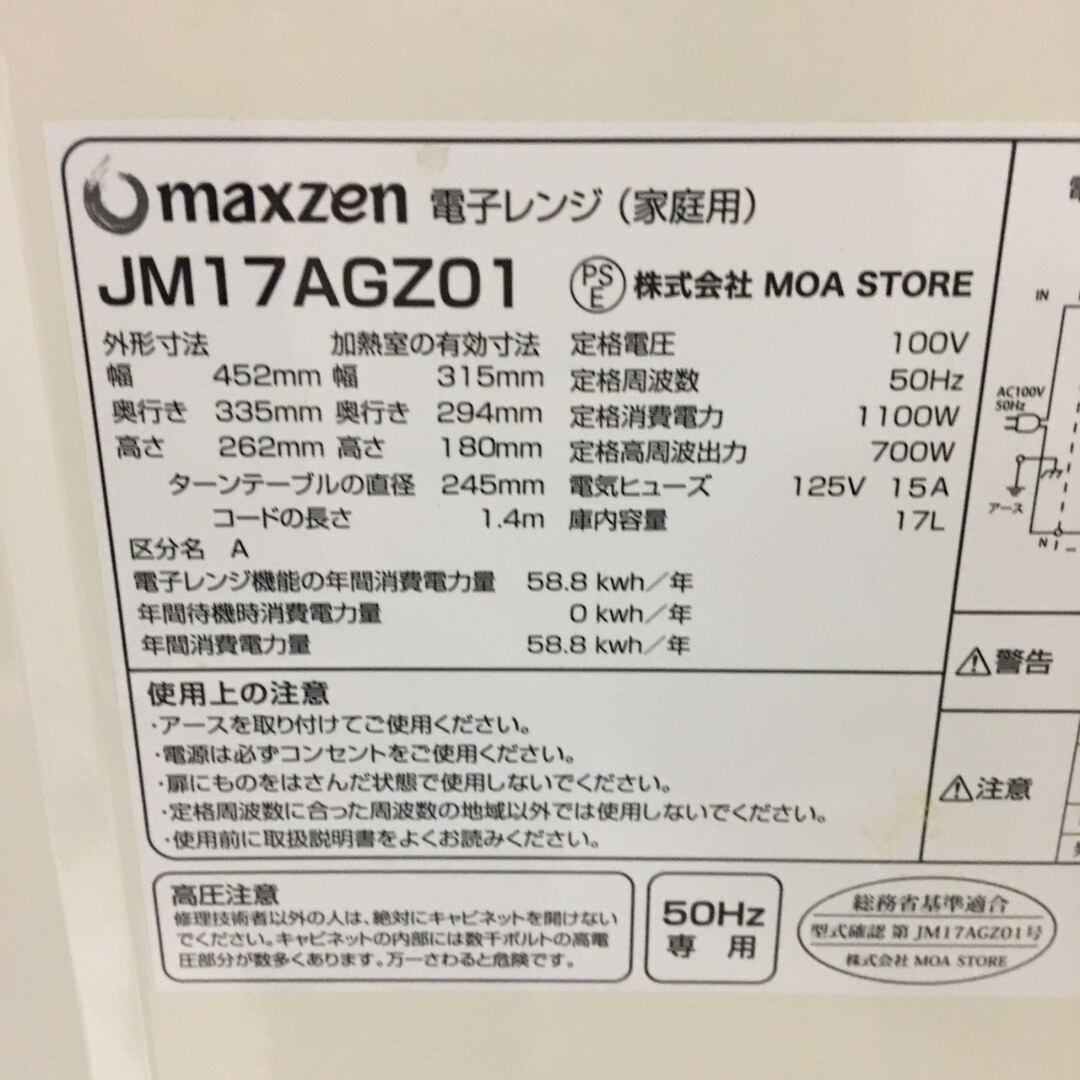 maxzen 電子レンジ(家庭用)
JM17AGZ01 PSE 株式会社 MOA STORE
外形寸法 加熱室の有効寸法 定格電圧 100V
幅 452mm 幅 315mm 定格周波数 50Hz
奥行き 335mm 奥行き 294mm 定格消費電力 1100W
高さ 262mm 高さ 180mm 定格高周波出力 700W
ターンテーブルの直径 245mm 電気ヒューズ 125V 15A
コードの長さ 1.4m 庫内容量 17L
区分名 A
電子レンジ機能の年間消費電力量 58.8 kwh/年
年間待機時消費電力量 0 kwh/年
年間消費電力量 58.8 kwh/年
使用上の注意
・アースを取り付けてご使用ください。
・電源は必ずコンセントをご使用ください。
・扉にものをはさんだ状態で使用しないでください。
・定格周波数に合った周波数の地域以外では使用しないでください。
・使用前に取扱説明書をよくお読みください。
IN
AC100V
50Hz
アース
N
警告
注意
高圧注意
修理技術者以外の人は、絶対にキャビネットを開けない
でください。キャビネットの内部には数千ボルトの高電
圧部分が数多くあります。万一さわると危険です。
50Hz
専用
総務省基準適合
型式確認 第 JM17AGZ01号
株式会社 MOA STORE